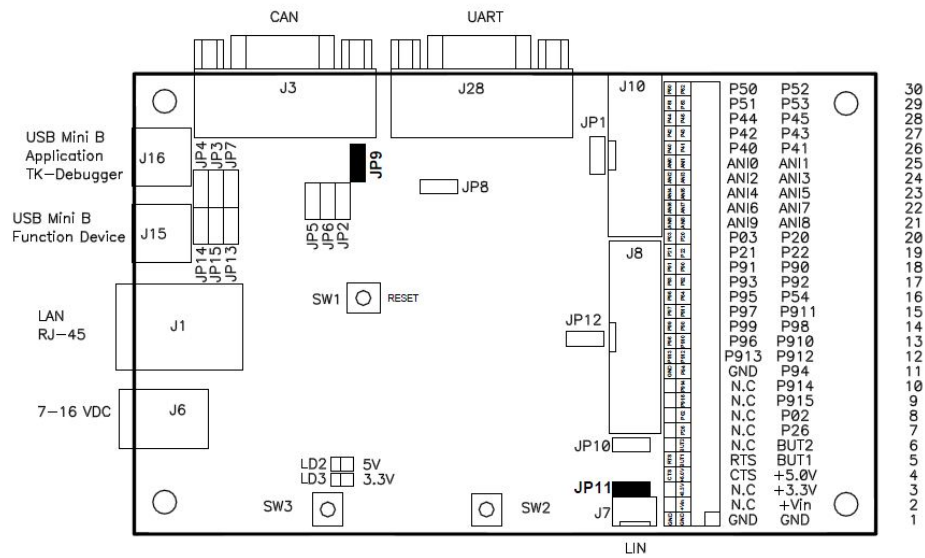 CAN
UART
J3
J28
J10
USB Mini B
Application
TK-Debugger
J16
JP4
JP3
JP7
JP9
JP8
JP1
USB Mini B
Function Device
J15
JP14
JP15
JP13
JP5
JP6
JP2
J8
SW1
RESET
LAN
RJ-45
J1
JP12
7-16 VDC
J6
JP10
LD2
5V
LD3
3.3V
JP11
SW3
SW2
J7
LIN
P50 P52 30
P51 P53 29
P44 P45 28
P42 P43 27
P40 P41 26
ANI0 ANI1 25
ANI2 ANI3 24
ANI4 ANI5 23
ANI6 ANI7 22
ANI9 ANI8 21
P03 P20 20
P21 P22 19
P91 P90 18
P93 P92 17
P95 P54 16
P97 P911 15
P99 P98 14
P96 P910 13
P913 P912 12
GND P94 11
N.C P914 10
N.C P915 9
N.C P02 8
N.C P26 7
N.C BUT2 6
RTS BUT1 5
CTS +5.0V 4
N.C +3.3V 3
N.C +Vin 2
GND GND 1